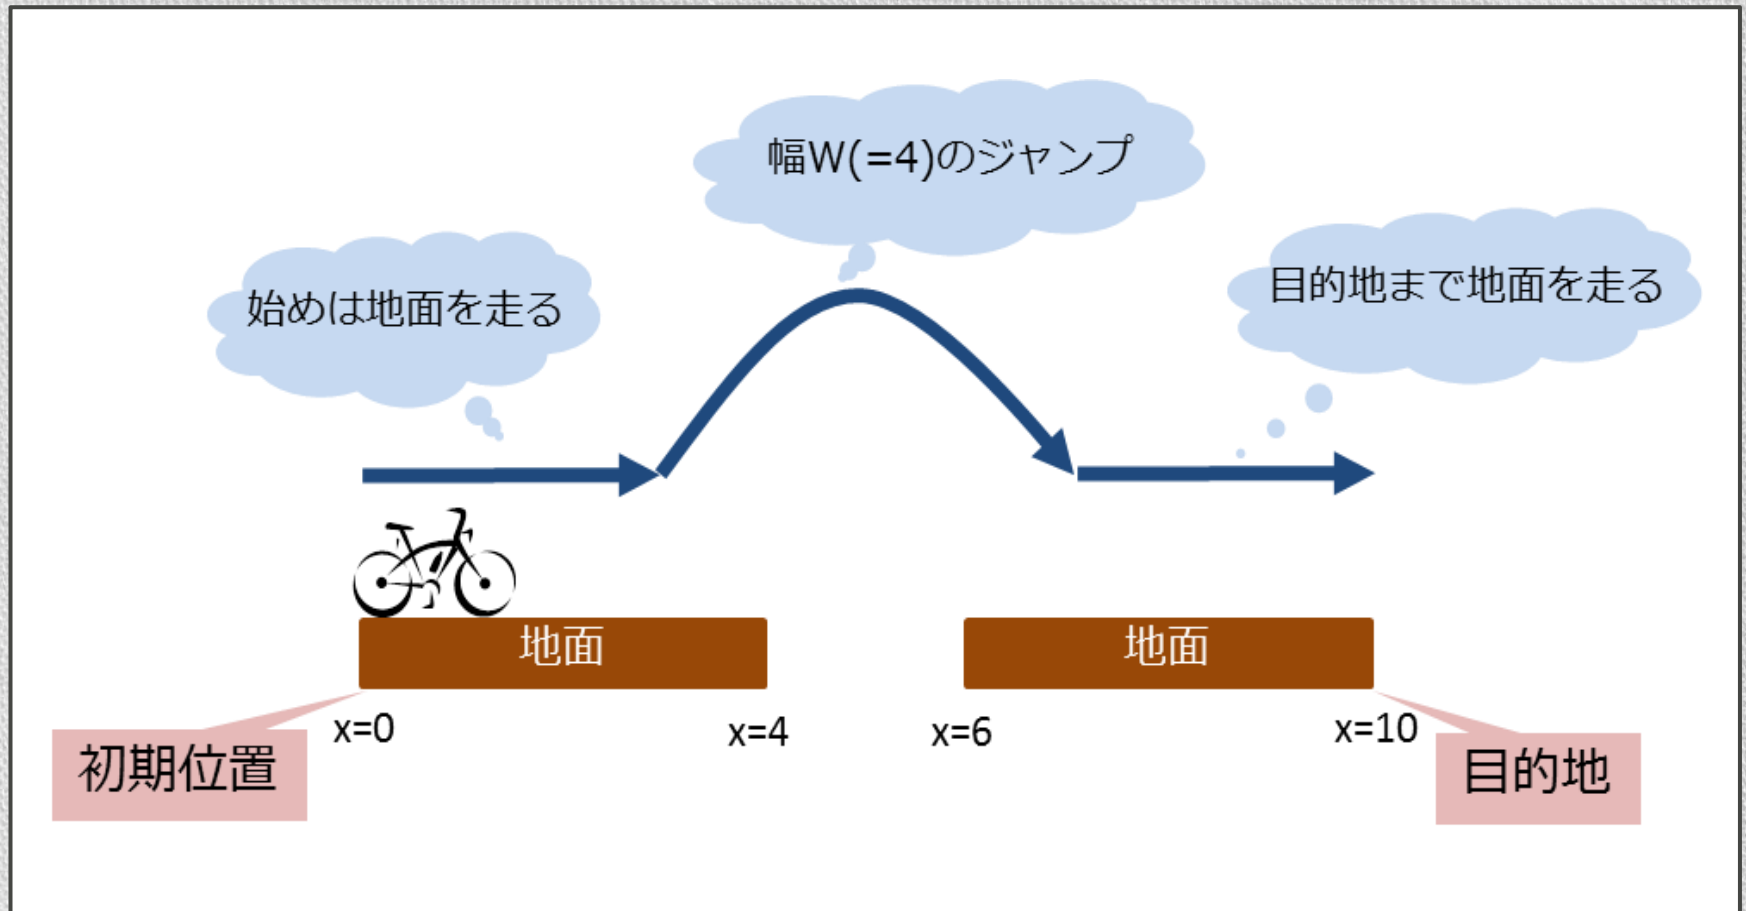 幅W(=4)のジャンプ
始めは地面を走る
目的地まで地面を走る
地面
地面
x=0
x=4
x=6
x=10
初期位置
目的地